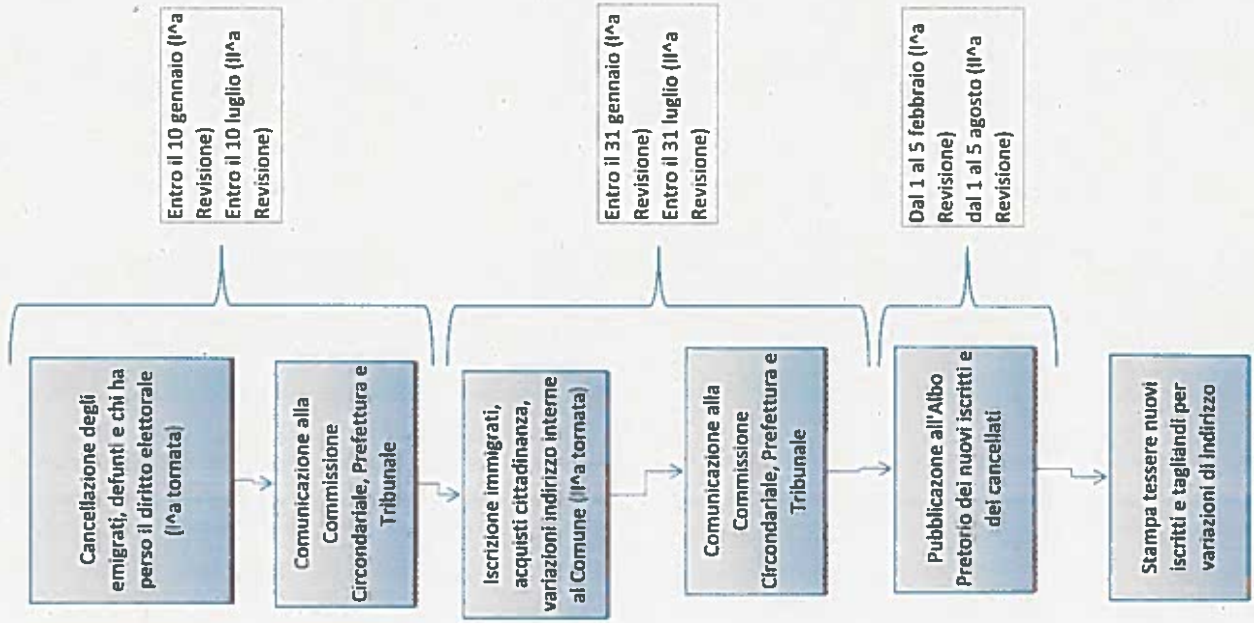 Cancellazione degli
emigrati, defunti e chi ha
perso il diritto elettorale
(I^a tornata)
Comunicazione alla
Commissione
Circondariale, Prefettura e
Tribunale
Entro il 10 gennaio (I^a
Revisione)
Entro il 10 luglio (II^a
Revisione)
Iscrizione immigrati,
acquisti cittadinanza,
variazioni indirizzo interne
al Comune (II^a tornata)
Comunicazione alla
Commissione
Circondariale, Prefettura e
Tribunale
Entro il 31 gennaio (I^a
Revisione)
Entro il 31 luglio (II^a
Revisione)
Pubblicazone all'Albo
Pretorio dei nuovi iscritti e
dei cancellati
Dal 1 al 5 febbraio (I^a
Revisione)
dal 1 al 5 agosto (II^a
Revisione)
Stampa tessere nuovi
iscritti e tagliandi per
variazioni di indirizzo